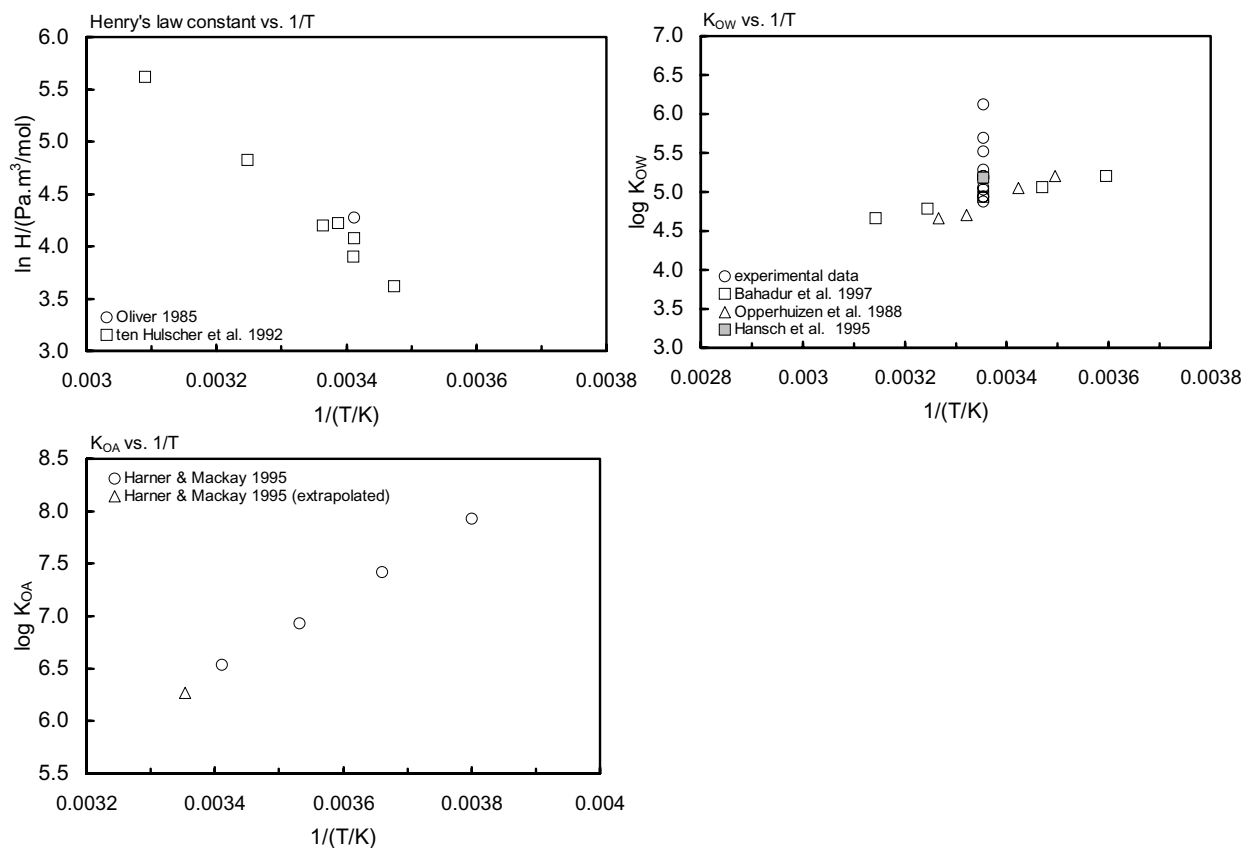 Henry's law constant vs. 1/T
6.0
5.5
5.0
4.5
4.0
3.5
3.0
ln H/(Pa.m³/mol)
Oliver 1985
ten Hulscher et al. 1992
0.003 0.0032 0.0034 0.0036 0.0038
1/(T/K)
K_OW vs. 1/T
7.0
6.5
6.0
5.5
5.0
4.5
4.0
3.5
3.0
log K_OW
experimental data
Bahadur et al. 1997
Opperhuizen et al. 1988
Hansch et al. 1995
0.0028 0.003 0.0032 0.0034 0.0036 0.0038
1/(T/K)
K_OA vs. 1/T
8.5
8.0
7.5
7.0
6.5
6.0
5.5
log K_OA
Harner & Mackay 1995
Harner & Mackay 1995 (extrapolated)
0.0032 0.0034 0.0036 0.0038 0.004
1/(T/K)